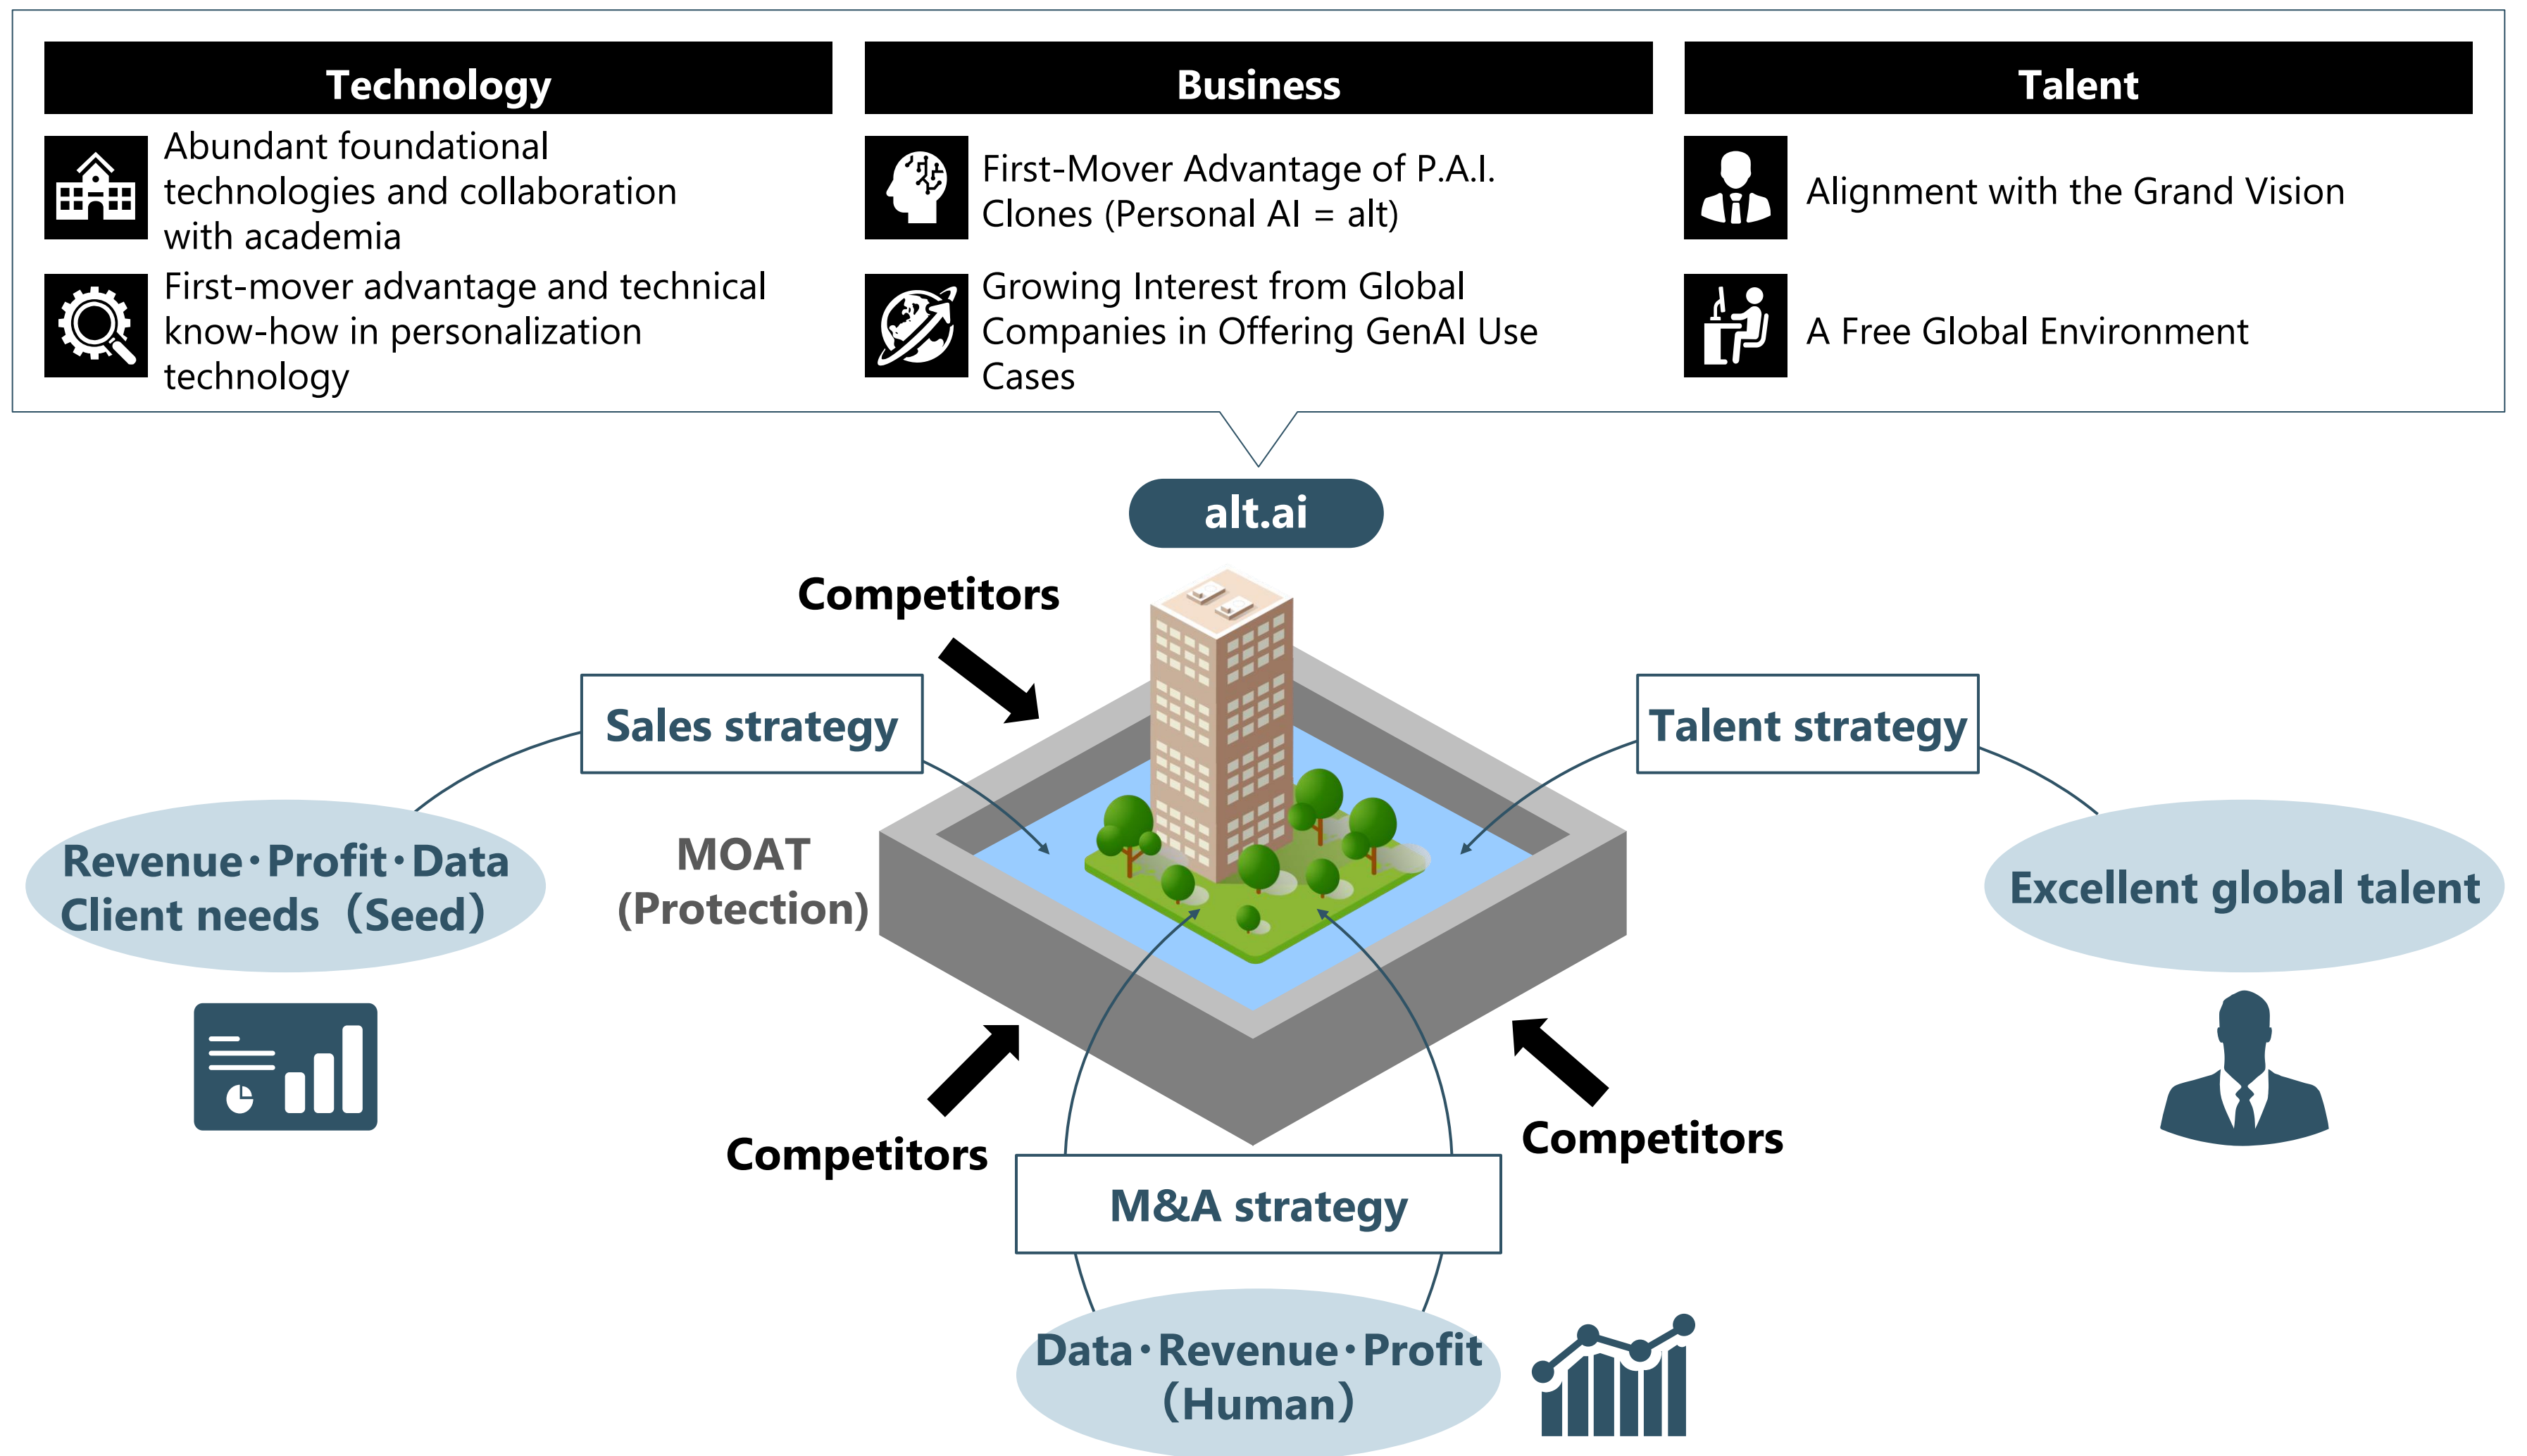 Technology
Abundant foundational
technologies and collaboration
with academia
First-mover advantage and technical
know-how in personalization
technology
Business
First-Mover Advantage of P.A.I.
Clones (Personal AI = alt)
Growing Interest from Global
Companies in Offering GenAI Use
Cases
Talent
Alignment with the Grand Vision
A Free Global Environment
alt.ai
Competitors
Sales strategy
Talent strategy
MOAT
(Protection)
Revenue・Profit・Data
Client needs（Seed）
Excellent global talent
Competitors
Competitors
M&A strategy
Data・Revenue・Profit
（Human）